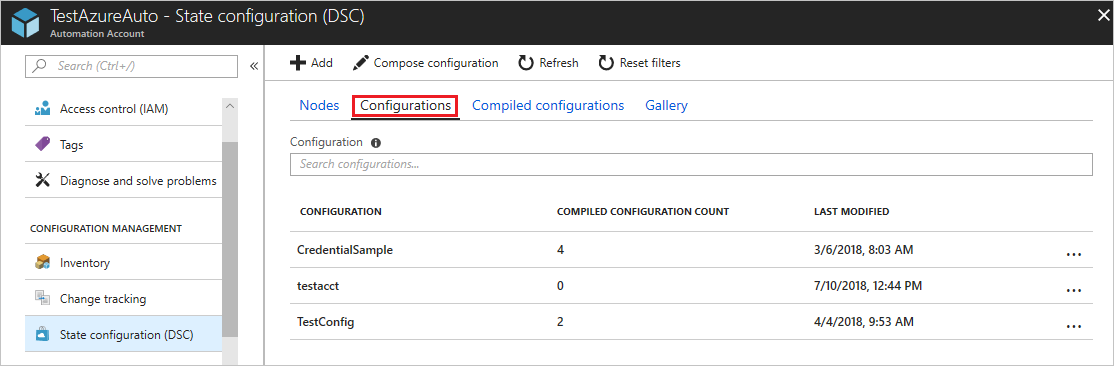 TestAzureAuto - State configuration (DSC)
Automation Account
Search (Ctrl+/)
Access control (IAM)
Tags
Diagnose and solve problems
CONFIGURATION MANAGEMENT
Inventory
Change tracking
State configuration (DSC)
Add Compose configuration Refresh Reset filters
Nodes Configurations Compiled configurations Gallery
Configuration
Search configurations...
CONFIGURATION COMPILED CONFIGURATION COUNT LAST MODIFIED
CredentialSample 4 3/6/2018, 8:03 AM ...
testacct 0 7/10/2018, 12:44 PM ...
TestConfig 2 4/4/2018, 9:53 AM ...